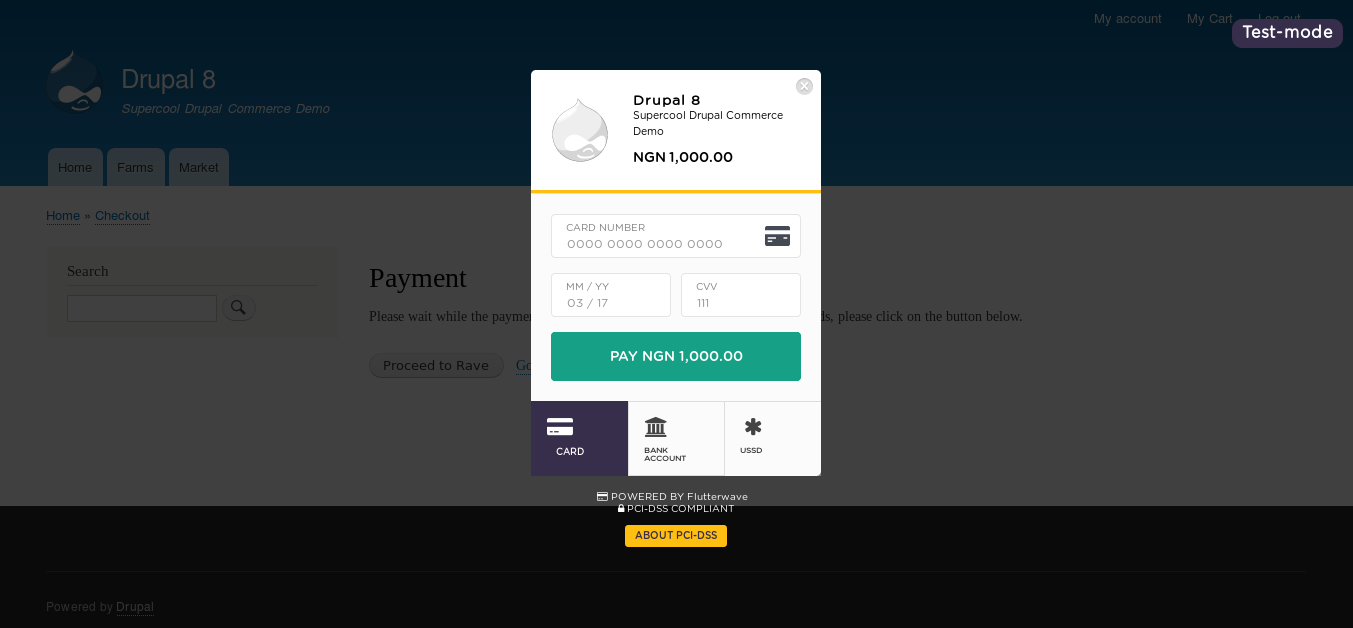 My account My Cart Log out
Test-mode
Drupal 8
Supercool Drupal Commerce Demo
Home Farms Market
Home » Checkout
Search
Payment
Please wait while the
please click on the button below.
Proceed to Rave
Drupal 8
Supercool Drupal Commerce
Demo
NGN 1,000.00
CARD NUMBER
0000 0000 0000 0000
MM / YY
03 / 17
CVV
111
PAY NGN 1,000.00
CARD
BANK
ACCOUNT
USSD
POWERED BY Flutterwave
PCI-DSS COMPLIANT
ABOUT PCI-DSS
Powered by Drupal